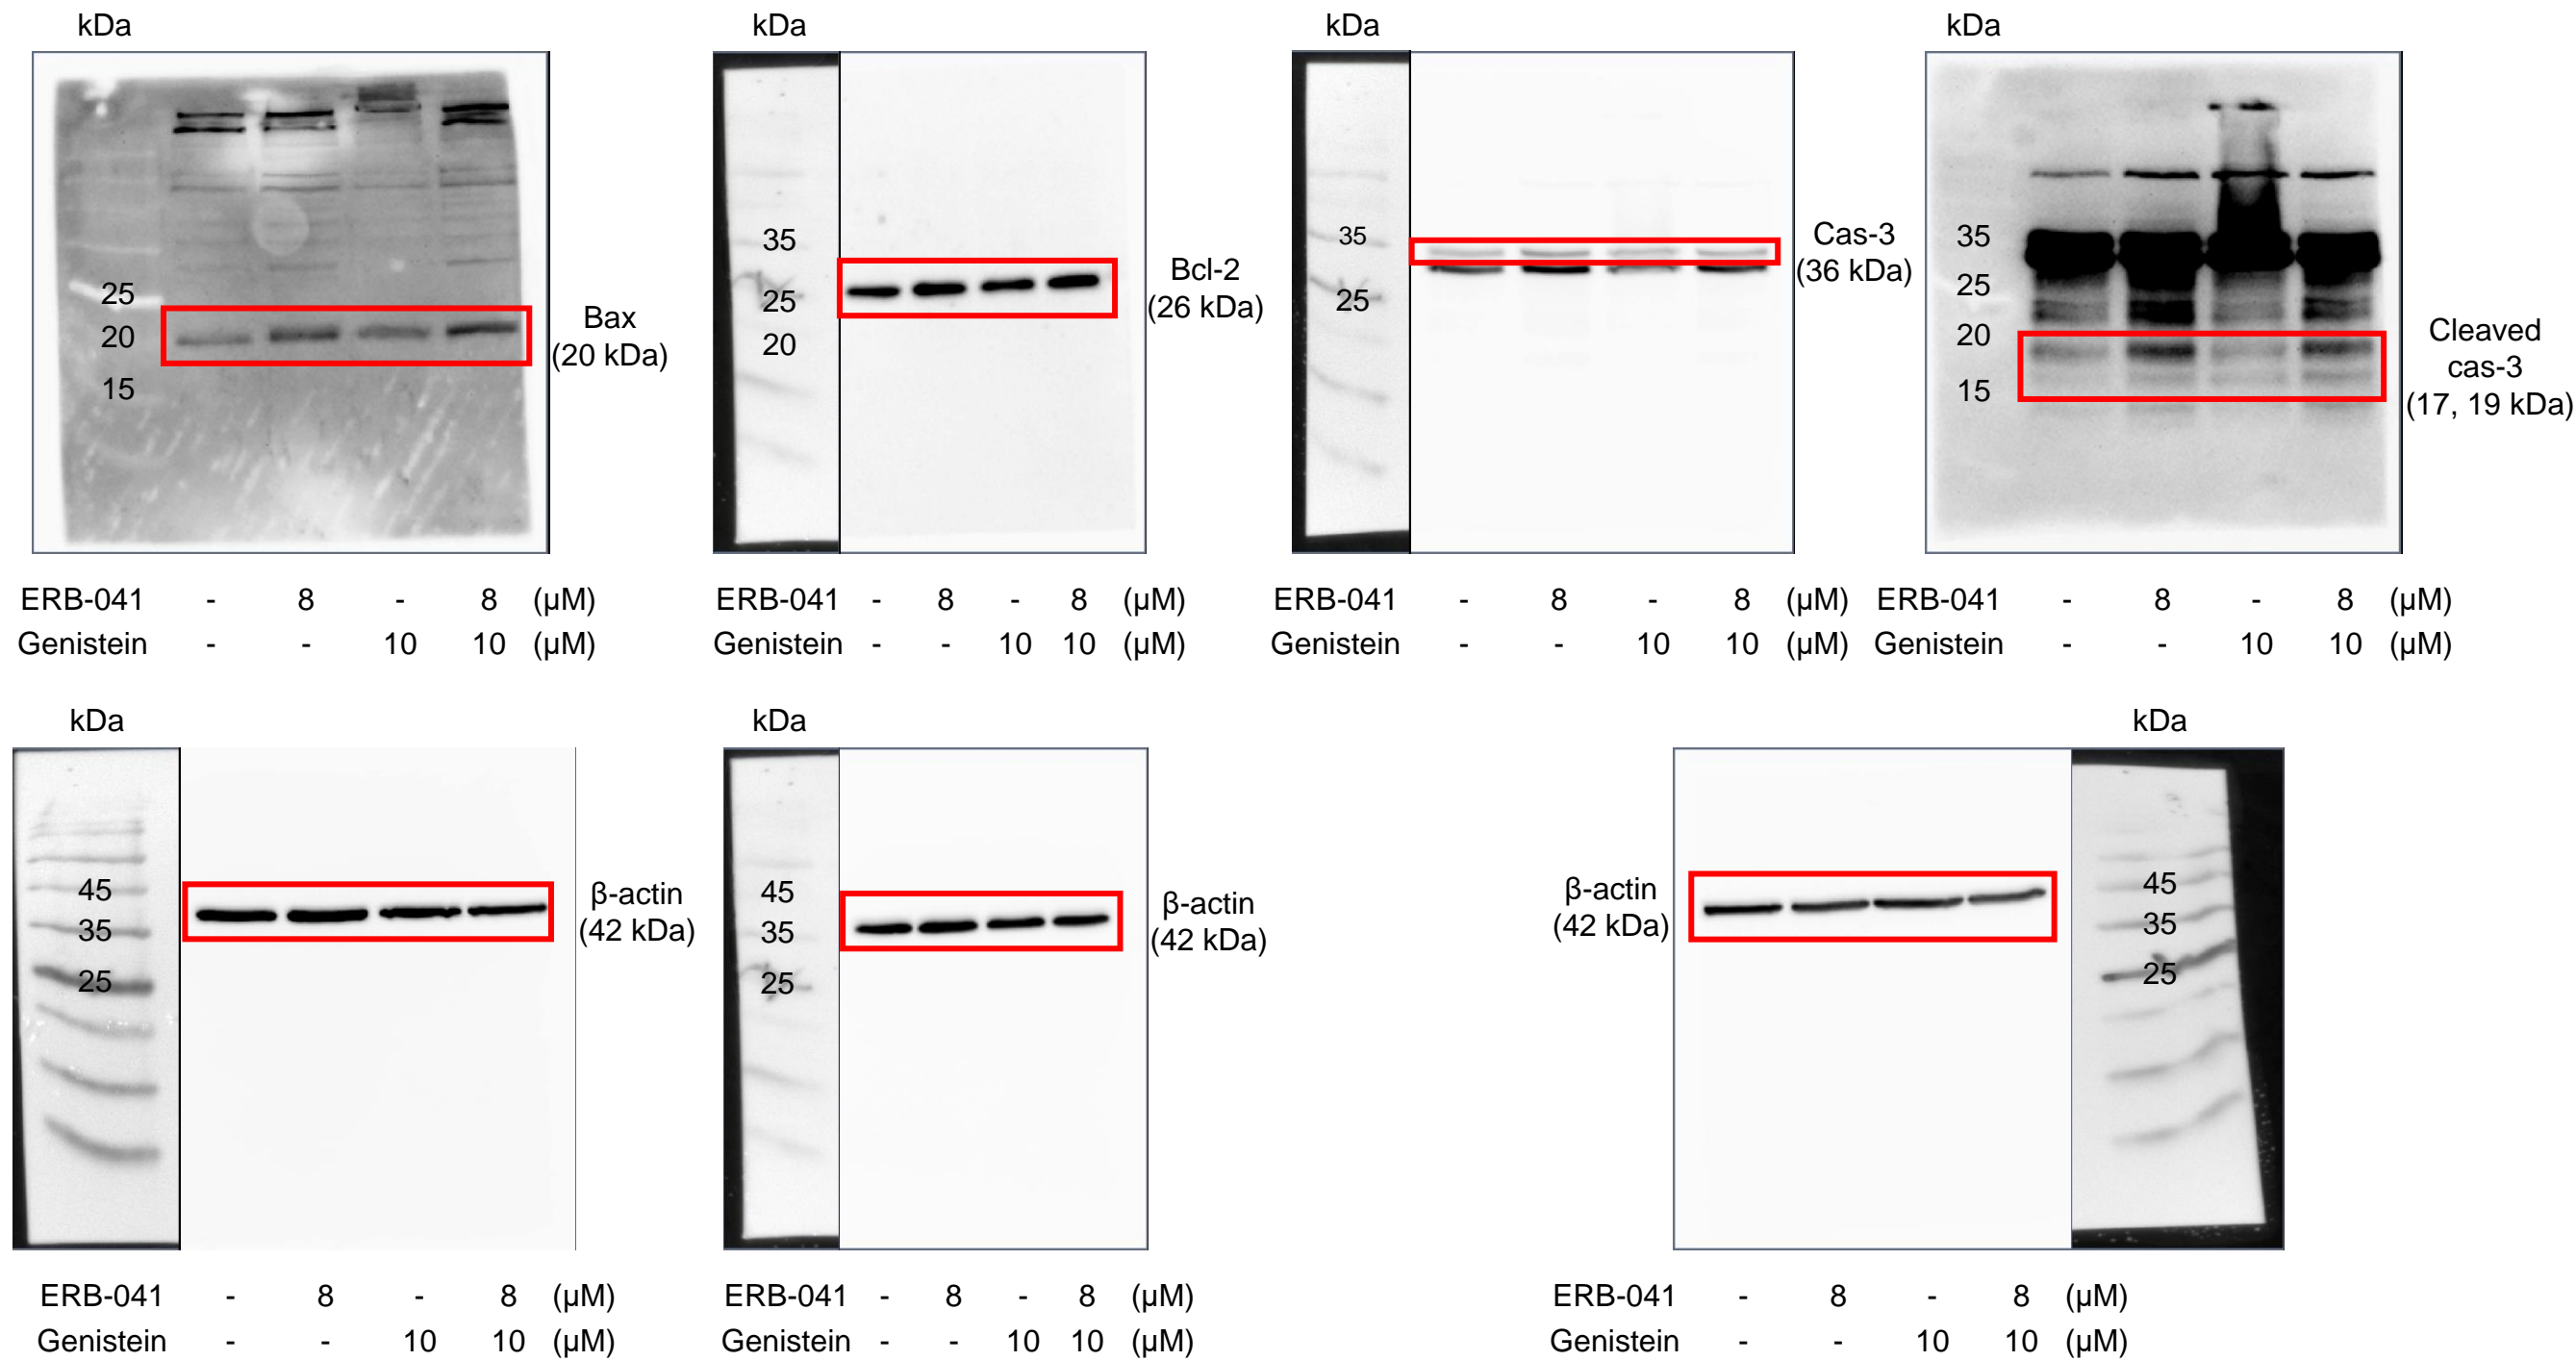 kDa
25
20
15
Bax
(20 kDa)
ERB-041 - 8 - 8 (μM)
Genistein - - 10 10 (μM)
kDa
35
25
20
Bcl-2
(26 kDa)
ERB-041 - 8 - 8 (μM)
Genistein - - 10 10 (μM)
kDa
35
25
Cas-3
(36 kDa)
ERB-041 - 8 - 8 (μM)
Genistein - - 10 10 (μM)
kDa
35
25
20
15
Cleaved
cas-3
(17, 19 kDa)
ERB-041 - 8 - 8 (μM)
Genistein - - 10 10 (μM)
kDa
45
35
25
β-actin
(42 kDa)
ERB-041 - 8 - 8 (μM)
Genistein - - 10 10 (μM)
kDa
45
35
25
β-actin
(42 kDa)
ERB-041 - 8 - 8 (μM)
Genistein - - 10 10 (μM)
kDa
β-actin
(42 kDa)
45
35
25
ERB-041 - 8 - 8 (μM)
Genistein - - 10 10 (μM)